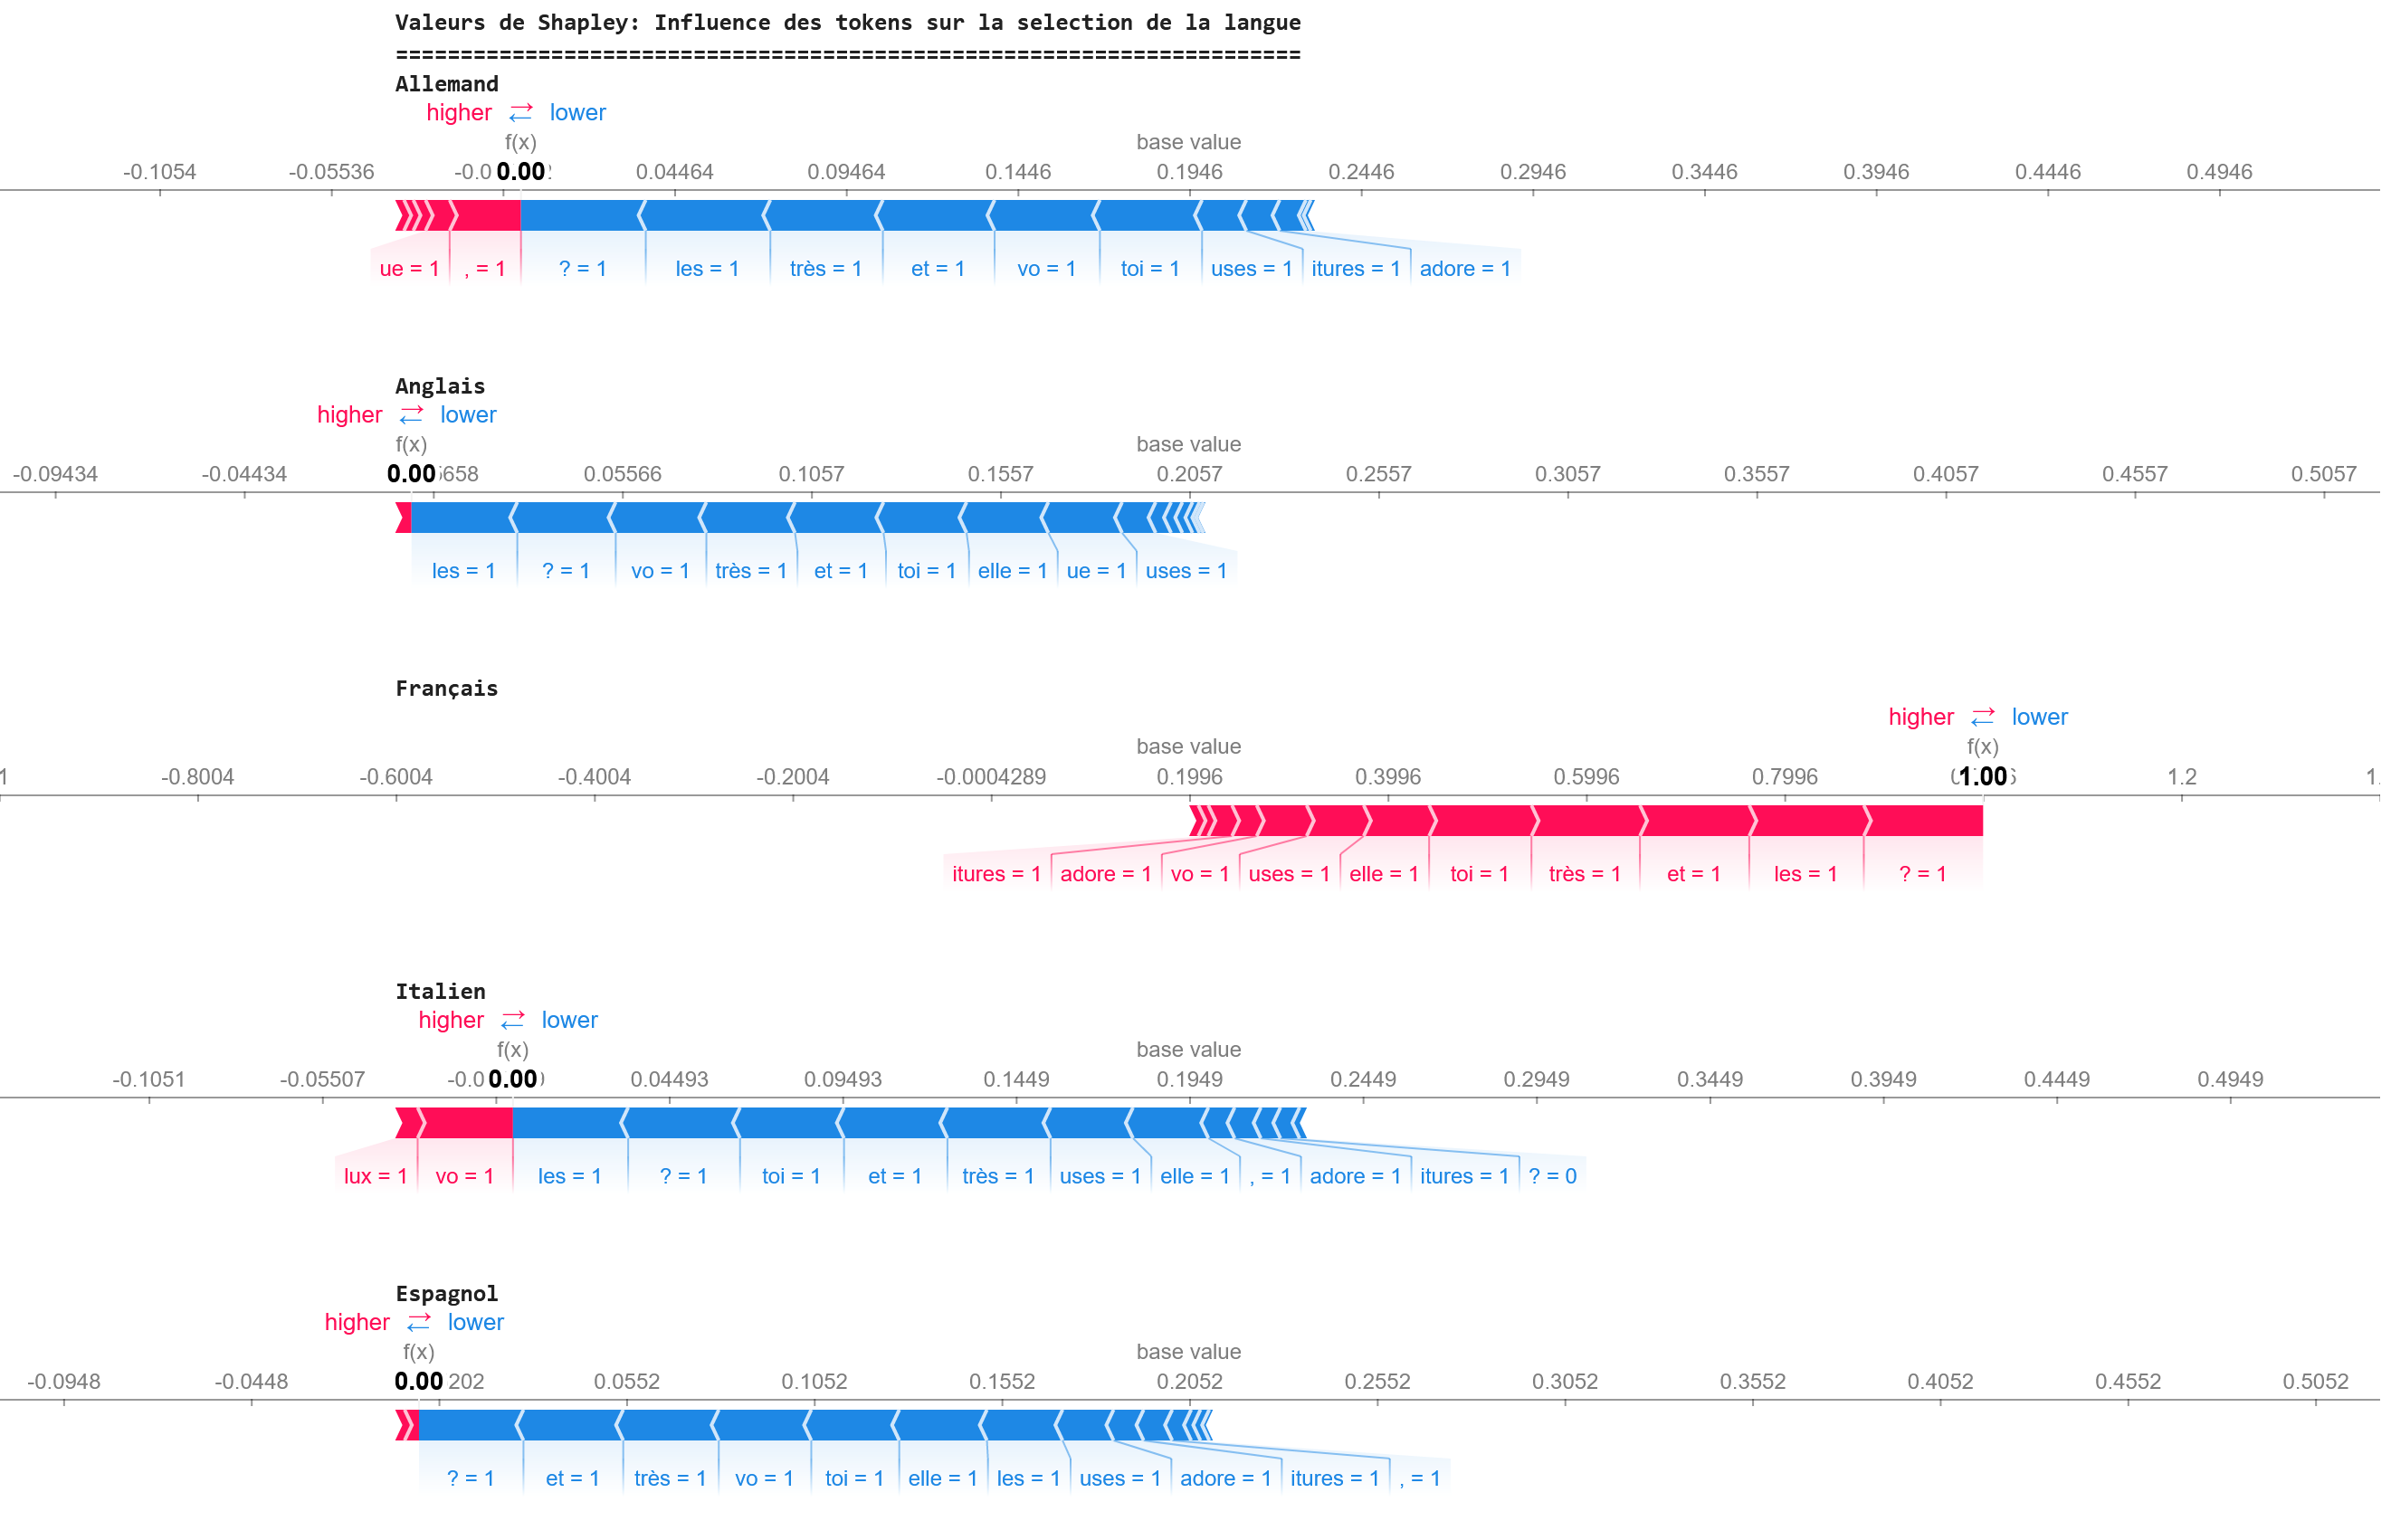 Valeurs de Shapley: Influence des tokens sur la selection de la langue
======================================================================
Allemand
higher ⇄ lower
f(x) base value
-0.1054 -0.05536 -0.0 0.00 0.04464 0.09464 0.1446 0.1946 0.2446 0.2946 0.3446 0.3946 0.4446 0.4946
ue = 1 , = 1 ? = 1 les = 1 très = 1 et = 1 vo = 1 toi = 1 uses = 1 itures = 1 adore = 1
Anglais
higher ⇄ lower
f(x) base value
-0.09434 -0.04434 0.00 658 0.05566 0.1057 0.1557 0.2057 0.2557 0.3057 0.3557 0.4057 0.4557 0.5057
les = 1 ? = 1 vo = 1 très = 1 et = 1 toi = 1 elle = 1 ue = 1 uses = 1
Français
higher ⇄ lower
base value f(x)
1 -0.8004 -0.6004 -0.4004 -0.2004 -0.0004289 0.1996 0.3996 0.5996 0.7996 1.00 1.2 1.
itures = 1 adore = 1 vo = 1 uses = 1 elle = 1 toi = 1 très = 1 et = 1 les = 1 ? = 1
Italien
higher ⇄ lower
f(x) base value
-0.1051 -0.05507 -0.0 0.00 0.04493 0.09493 0.1449 0.1949 0.2449 0.2949 0.3449 0.3949 0.4449 0.4949
lux = 1 vo = 1 les = 1 ? = 1 toi = 1 et = 1 très = 1 uses = 1 elle = 1 , = 1 adore = 1 itures = 1 ? = 0
Espagnol
higher ⇄ lower
f(x) base value
-0.0948 -0.0448 0.00 202 0.0552 0.1052 0.1552 0.2052 0.2552 0.3052 0.3552 0.4052 0.4552 0.5052
? = 1 et = 1 très = 1 vo = 1 toi = 1 elle = 1 les = 1 uses = 1 adore = 1 itures = 1 , = 1